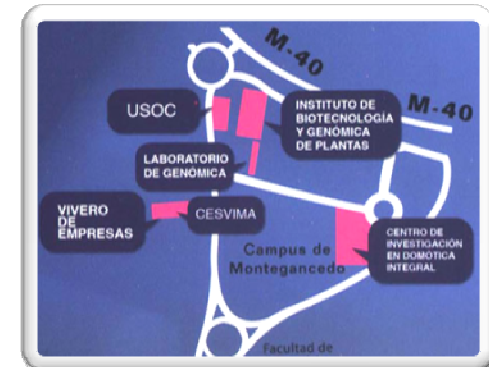 M-40
M-40
USOC
INSTITUTO DE
BIOTECNOLOGÍA
Y GENÓMICA
DE PLANTAS
LABORATORIO
DE GENÓMICA
VIVERO
DE
EMPRESAS
CESVIMA
CENTRO DE
INVESTIGACIÓN
EN DOMÓTICA
INTEGRAL
Campus de
Montegancedo
Facultad de